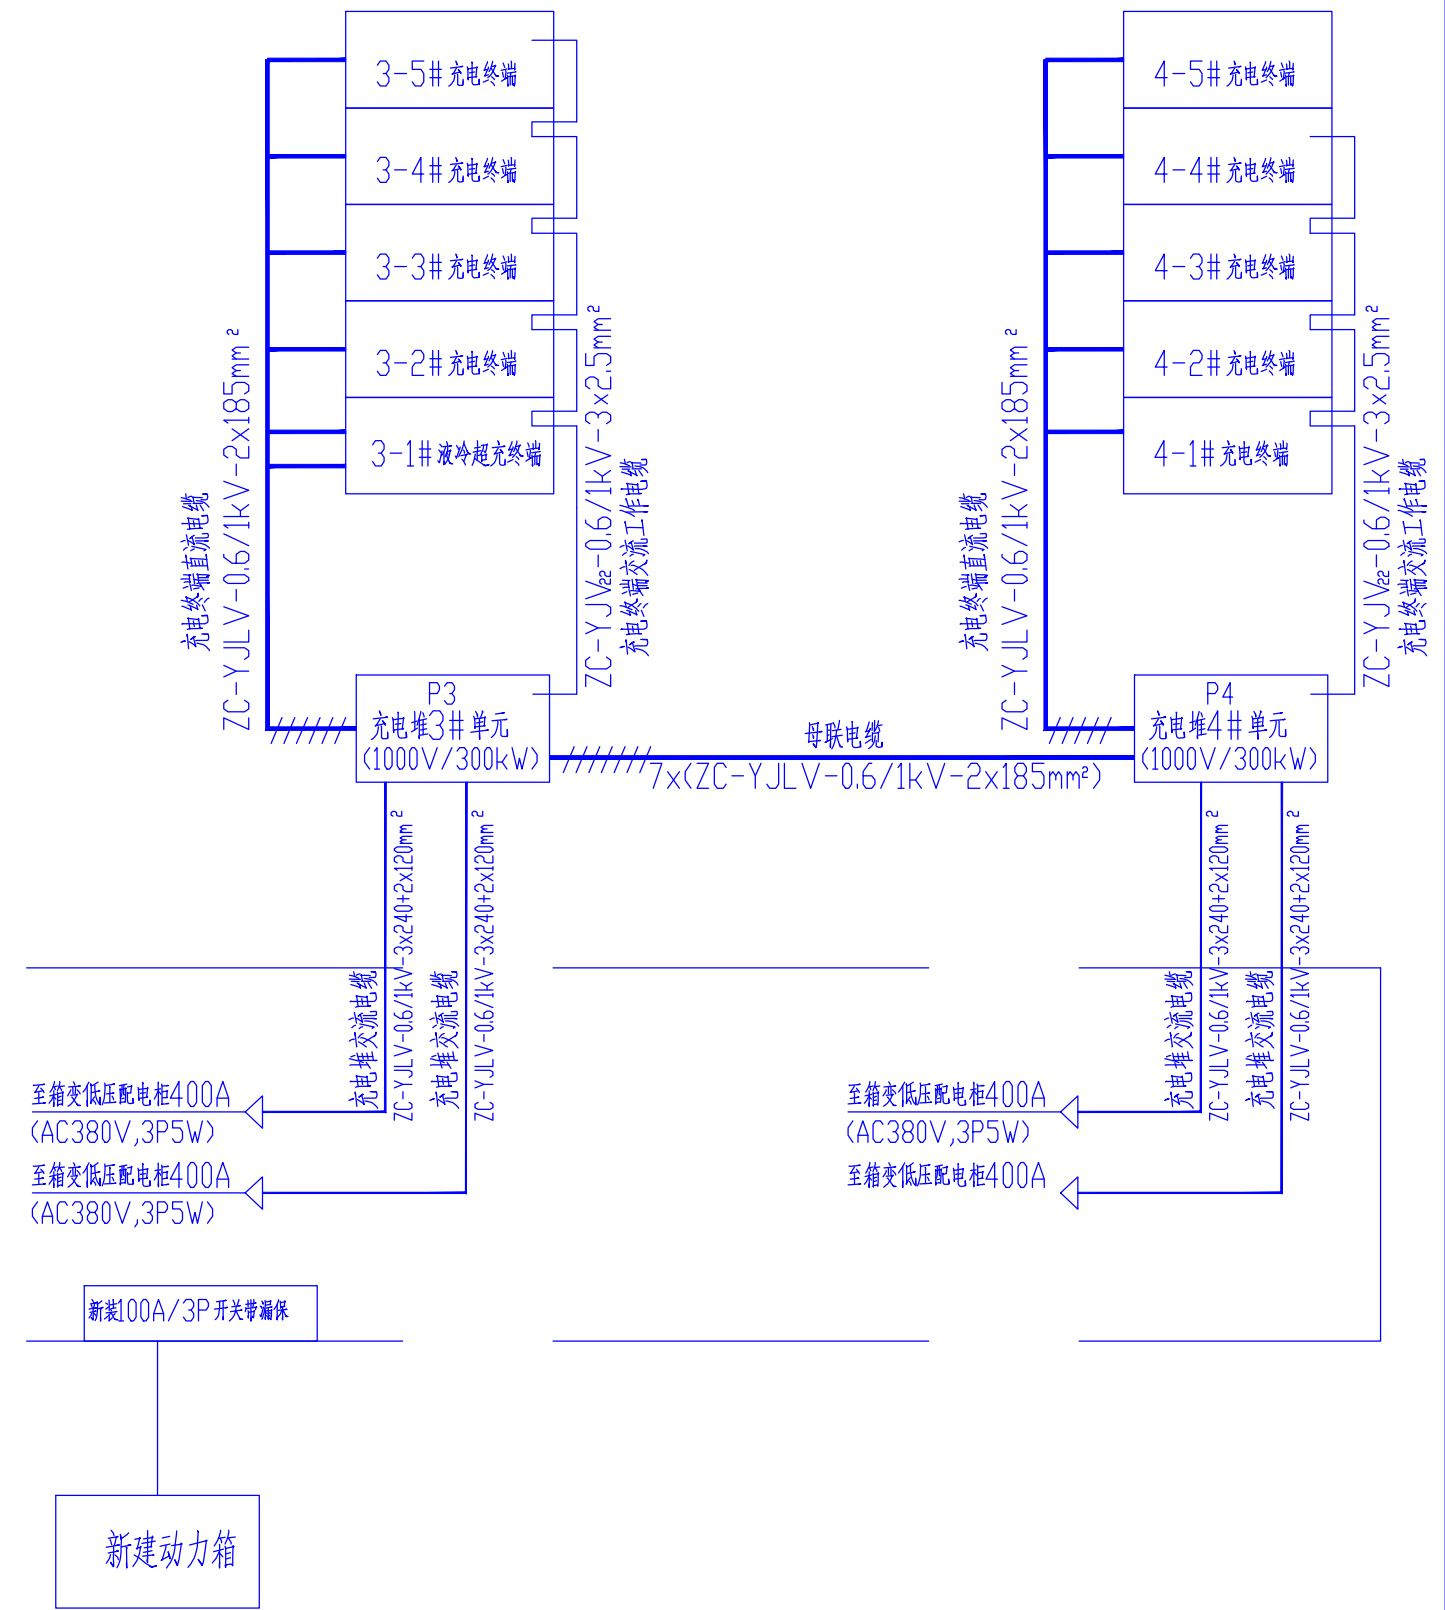 3-5#充电终端
3-4#充电终端
3-3#充电终端
3-2#充电终端
3-1#液冷超充终端
充电终端直流电缆
ZC-YJLV-0.6/1kV-2x185mm²
ZC-YJV22-0.6/1kV-3x2.5mm²
充电终端交流工作电缆
4-5#充电终端
4-4#充电终端
4-3#充电终端
4-2#充电终端
4-1#充电终端
充电终端直流电缆
ZC-YJLV-0.6/1kV-2x185mm²
ZC-YJV22-0.6/1kV-3x2.5mm²
充电终端交流工作电缆
P3
充电堆3#单元
(1000V/300kW)
母联电缆
7x(ZC-YJLV-0.6/1kV-2x185mm²)
P4
充电堆4#单元
(1000V/300kW)
充电堆交流电缆
ZC-YJLV-0.6/1kV-3x240+2x120mm²
充电堆交流电缆
ZC-YJLV-0.6/1kV-3x240+2x120mm²
充电堆交流电缆
ZC-YJLV-0.6/1kV-3x240+2x120mm²
充电堆交流电缆
ZC-YJLV-0.6/1kV-3x240+2x120mm²
至箱变低压配电柜400A
(AC380V,3P5W)
至箱变低压配电柜400A
(AC380V,3P5W)
至箱变低压配电柜400A
(AC380V,3P5W)
至箱变低压配电柜400A
新装100A/3P开关带漏保
新建动力箱